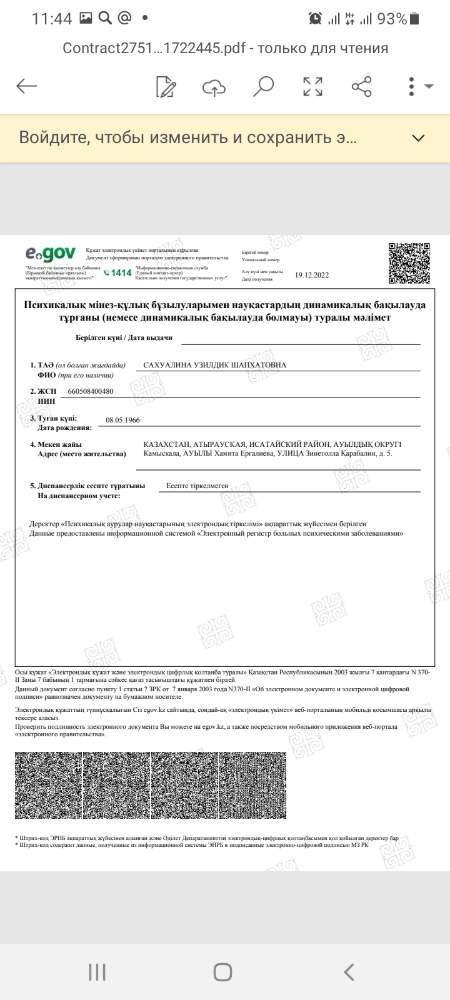 11:44 @ H+ 93%
Contract2751...1722445.pdf - только для чтения
Войдите, чтобы изменить и сохранить э...
e.gov
Құжат электрондық үкімет порталымен құрылған
Документ сформирован порталом электронного правительства
"Мемлекеттік қызметтер алу бойынша
(Бірыңғай байланыс орталығы)
ақпараттық-анықтамалық қызметі"
1414
"Информационно-справочная служба
(Единый контакт-центр)
Касательно получения государственных услуг"
Бірегей нөмір
Уникальный номер
Алу күні мен уақыты
Дата получения
19.12.2022
Психикалық мінез-құлық бұзылуларымен науқастардың динамикалық бақылауда
тұрғаны (немесе динамикалық бақылауда болмауы) туралы мәлімет
Берілген күні / Дата выдачи
1. ТАӘ (ол болған жағдайда) САХУАЛИНА УЗИЛДИК ШАПХАТОВНА
ФИО (при его наличии)
2. ЖСН 660508400480
ИИН
3. Туған күні: 08.05.1966
Дата рождения:
4. Мекен жайы КАЗАХСТАН, АТЫРАУСКАЯ, ИСАТАЙСКИЙ РАЙОН, АУЫЛДЫҚ ОКРУГІ
Адрес (место жительства) Камыскала, АУЫЛЫ Хамита Ергалиева, УЛИЦА Зинетолла Қарабалин, д. 5.
5. Диспансерлік есепте тұратыны Есепте тіркелмеген
На диспансерном учете:
Деректер «Психикалық аурулар науқастарының электрондық тіркелімі» ақпараттық жүйесімен берілген
Данные предоставлены информационной системой «Электронный регистр больных психическими заболеваниями»
Осы құжат «Электрондық құжат және электрондық цифрлық қолтаңба туралы» Қазақстан Республикасының 2003 жылғы 7 қаңтардағы N 370-
II Заңы 7 бабының 1 тармағына сәйкес қағаз тасығыштағы құжатпен бірдей.
Данный документ согласно пункту 1 статьи 7 ЗРК от 7 января 2003 года N370-II «Об электронном документе и электронной цифровой
подписи» равнозначен документу на бумажном носителе.
Электрондық құжаттың түпнұсқалығын Сіз egov.kz сайтында, сондай-ақ «электрондық үкімет» веб-порталының мобильді қосымшасы арқылы
тексере аласыз.
Проверить подлинность электронного документа Вы можете на egov.kz, а также посредством мобильного приложения веб-портала
«электронного правительства».
* Штрих-код ЭРНБ ақпараттық жүйесінен алынған және Әділет Департаменттің электрондық-цифрлық қолтаңбасымен қол қойылған деректер бар
* Штрих-код содержит данные, полученные из информационной системы ЭНРБ и подписанные электронно-цифровой подписью МЗ РК